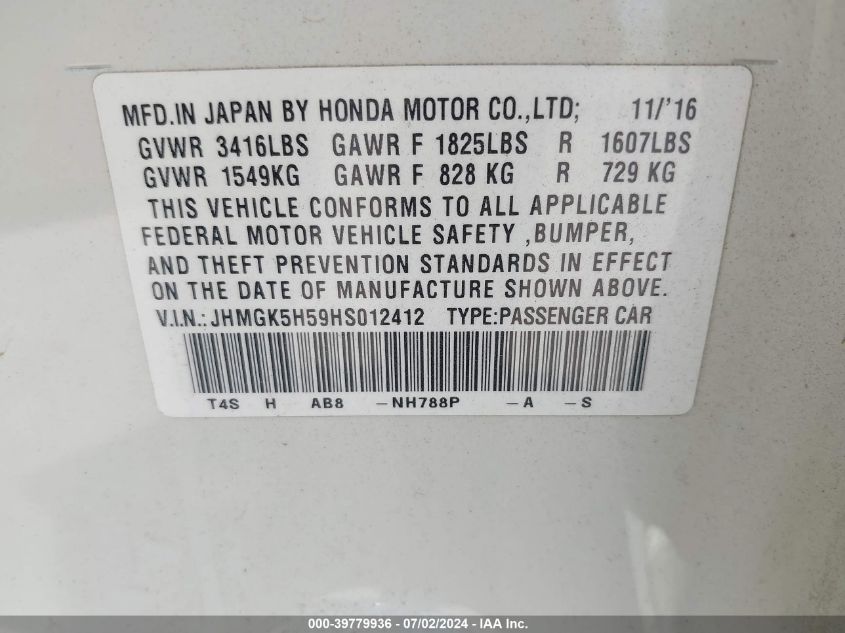 MFD.IN JAPAN BY HONDA MOTOR CO.,LTD; 11/'16
GVWR 3416LBS GAWR F 1825LBS R 1607LBS
GVWR 1549KG GAWR F 828 KG R 729 KG
THIS VEHICLE CONFORMS TO ALL APPLICABLE
FEDERAL MOTOR VEHICLE SAFETY ,BUMPER,
AND THEFT PREVENTION STANDARDS IN EFFECT
ON THE DATE OF MANUFACTURE SHOWN ABOVE.
V.I.N.: JHMGK5H59HS012412 TYPE:PASSENGER CAR
T4S H AB8 -NH788P -A -S
000-39779936 - 07/02/2024 - IAA Inc.